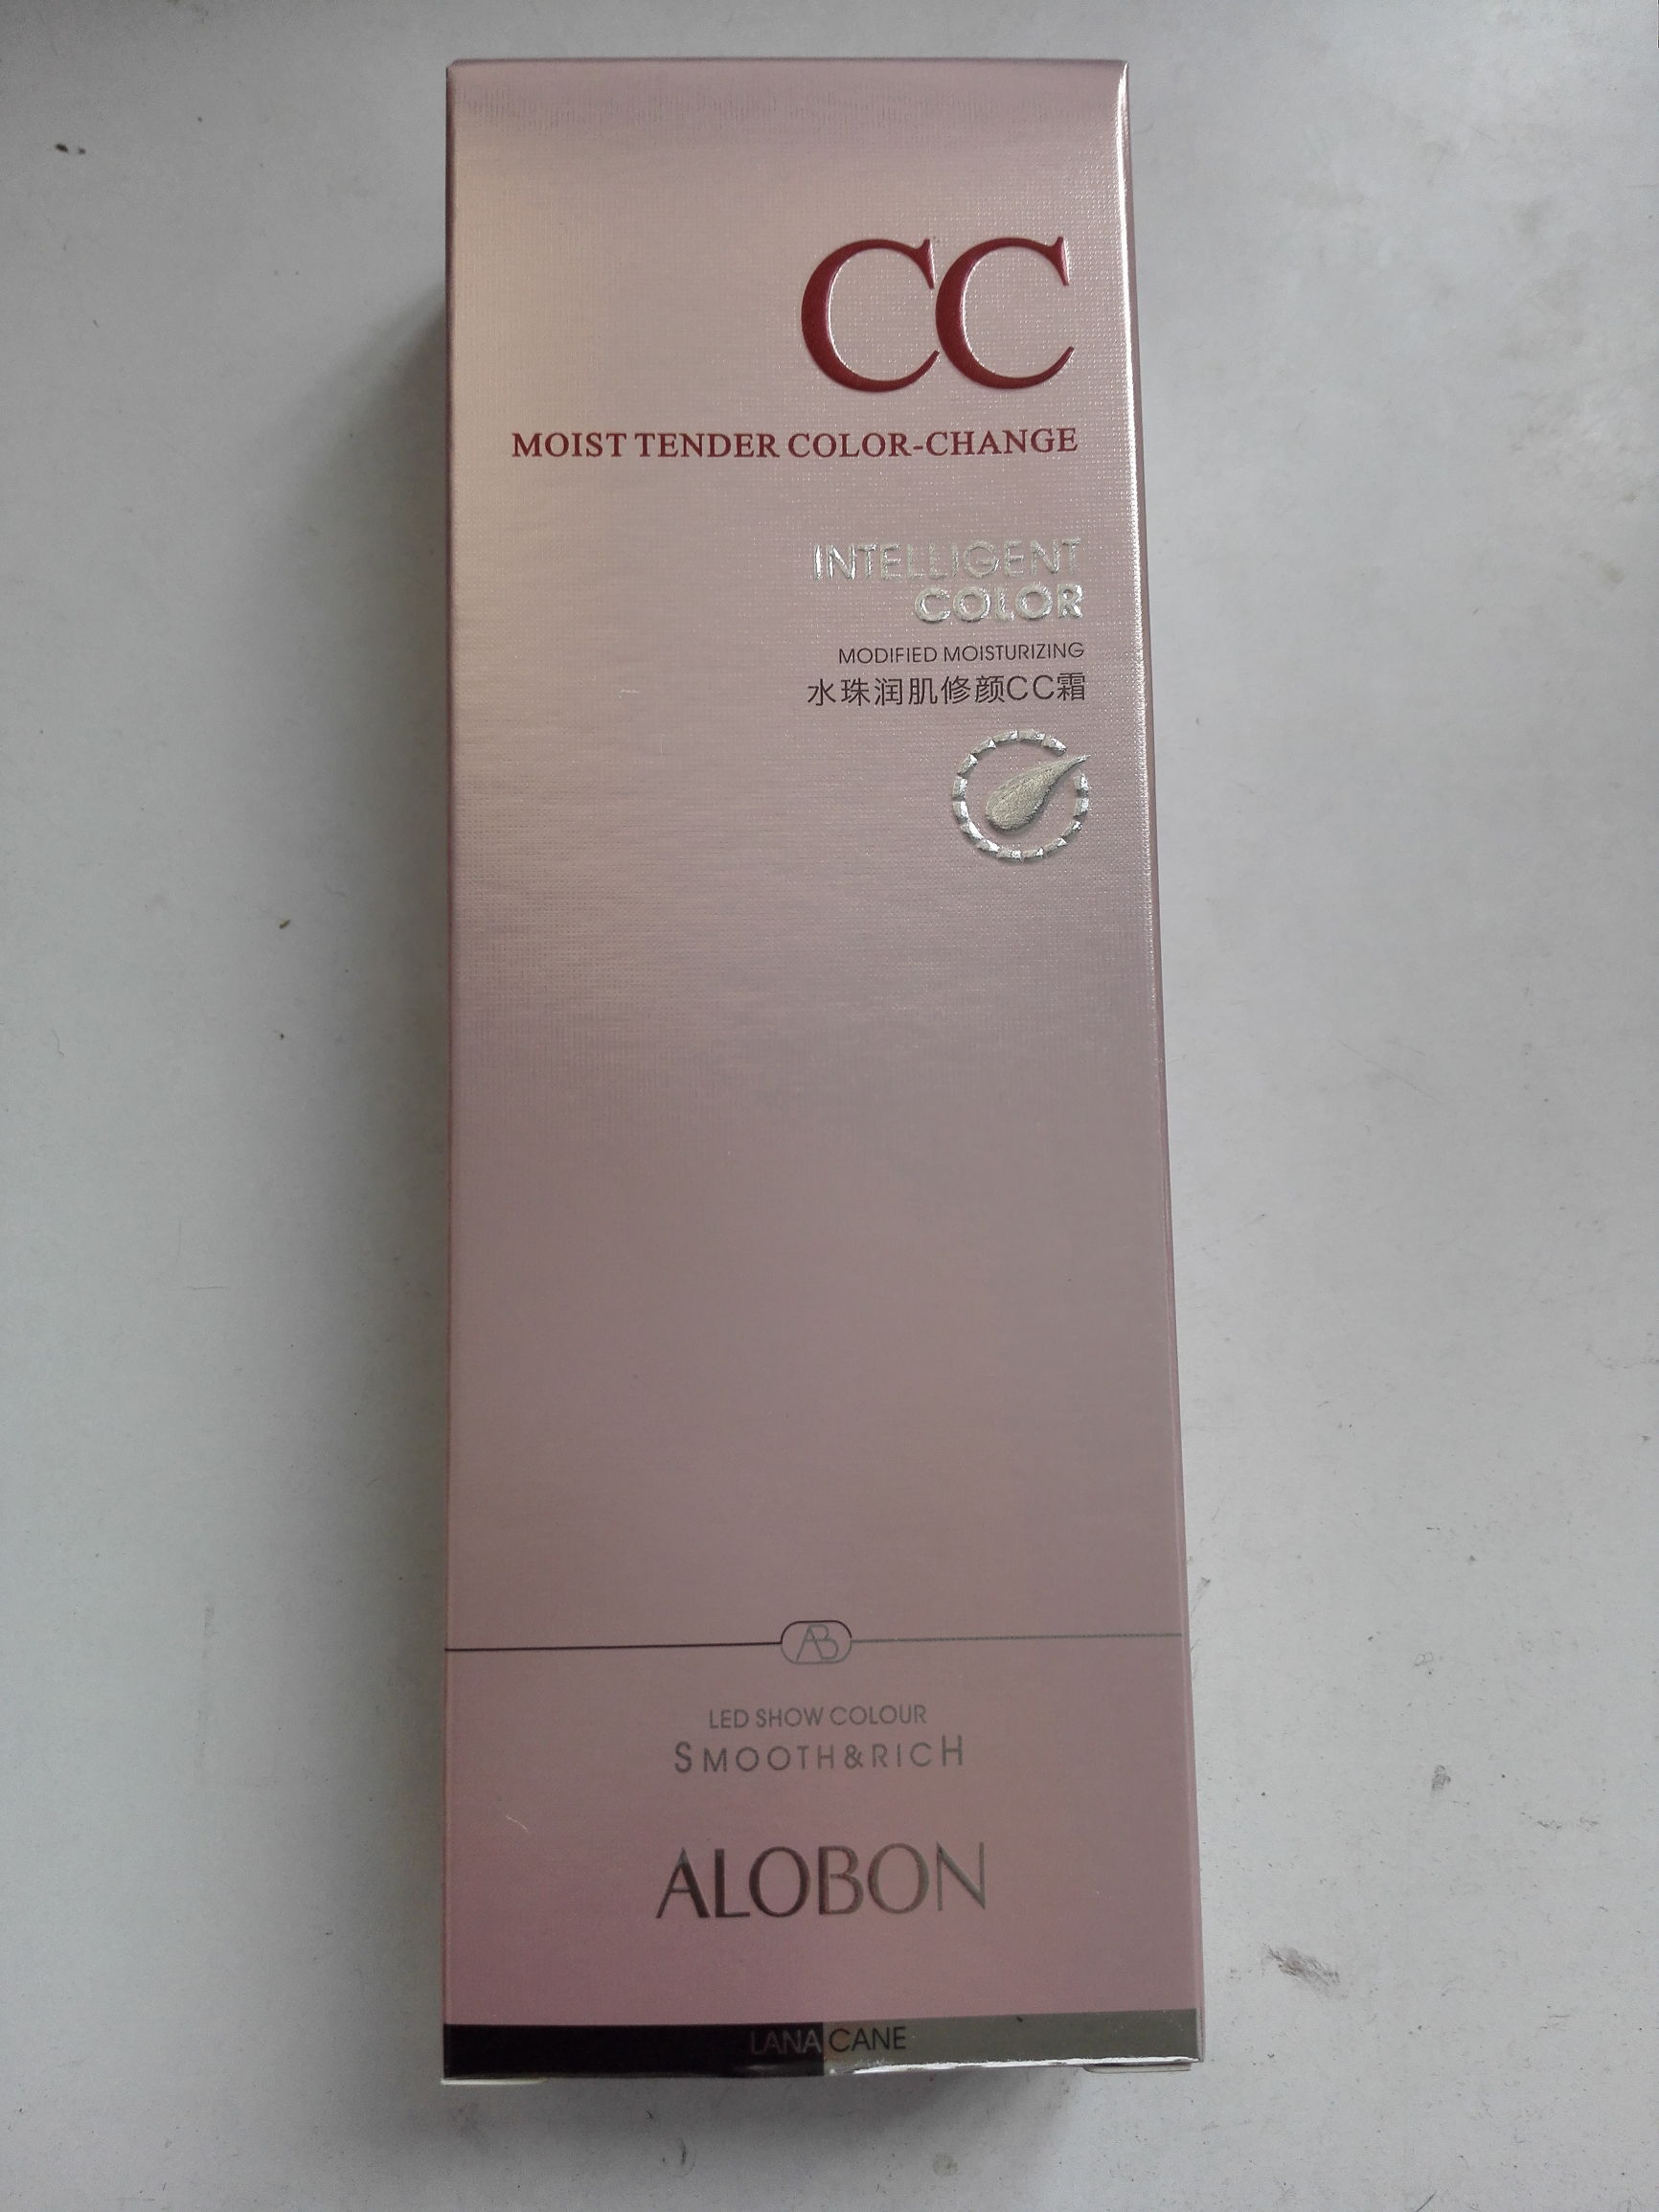 CC
MOIST TENDER COLOR-CHANGE
INTELLIGENT
COLOR
MODIFIED MOISTURIZING
水珠润肌修颜CC霜
AB
LED SHOW COLOUR
SMOOTH&RICH
ALOBON
LANA CANE